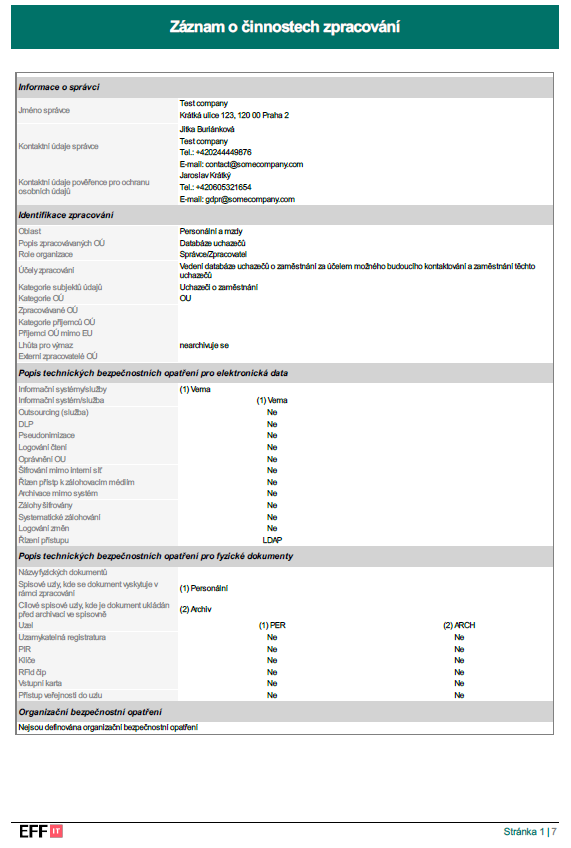 Záznam o činnostech zpracování
Informace o správci
Jméno správce
Test company
Krátká ulice 123, 120 00 Praha 2
Kontaktní údaje správce
Jitka Buriánková
Test company
Tel.: +420244449876
E-mail: contact@somecompany.com
Kontaktní údaje pověřence pro ochranu
osobních údajů
Jaroslav Krátký
Tel.: +420605321654
E-mail: gdpr@somecompany.com
Identifikace zpracování
Oblast Personální a mzdy
Popis zpracovávaných OÚ Databáze uchazečů
Role organizace Správce/Zpracovatel
Účely zpracování
Vedení databáze uchazečů o zaměstnání za účelem možného budoucího kontaktování a zaměstnání těchto
uchazečů
Kategorie subjektů údajů Uchazeči o zaměstnání
Kategorie OÚ OU
Zpracovávané OÚ
Kategorie příjemců OÚ
Příjemci OÚ mimo EU
Lhůta pro výmaz nearchivuje se
Externí zpracovatelé OÚ
Popis technických bezpečnostních opatření pro elektronická data
Informační systémy/služby (1) Vema
Informační systém/služba (1) Vema
Outsourcing (služba) Ne
DLP Ne
Pseudonimizace Ne
Logování čtení Ne
Oprávnění OU Ne
Šifrování mimo interní síť Ne
Řízen přístp k zálohovacím médiím Ne
Archivace mimo systém Ne
Zálohy šifrovány Ne
Systematické zálohování Ne
Logování změn Ne
Řízení přístupu LDAP
Popis technických bezpečnostních opatření pro fyzické dokumenty
Názvy fyzických dokumentů
Spisové uzly, kde se dokument vyskytuje v
rámci zpracování
(1) Personální
Cílové spisové uzly, kde je dokument ukládán
před archivací ve spisovně
(2) Archiv
Uzel (1) PER (2) ARCH
Uzamykatelná registratura Ne Ne
PIR Ne Ne
Klíče Ne Ne
RFId čip Ne Ne
Vstupní karta Ne Ne
Přístup veřejnosti do uzlu Ne Ne
Organizační bezpečnostní opatření
Nejsou definována organizační bezpečnostní opatření
EFF IT
Stránka 1 | 7